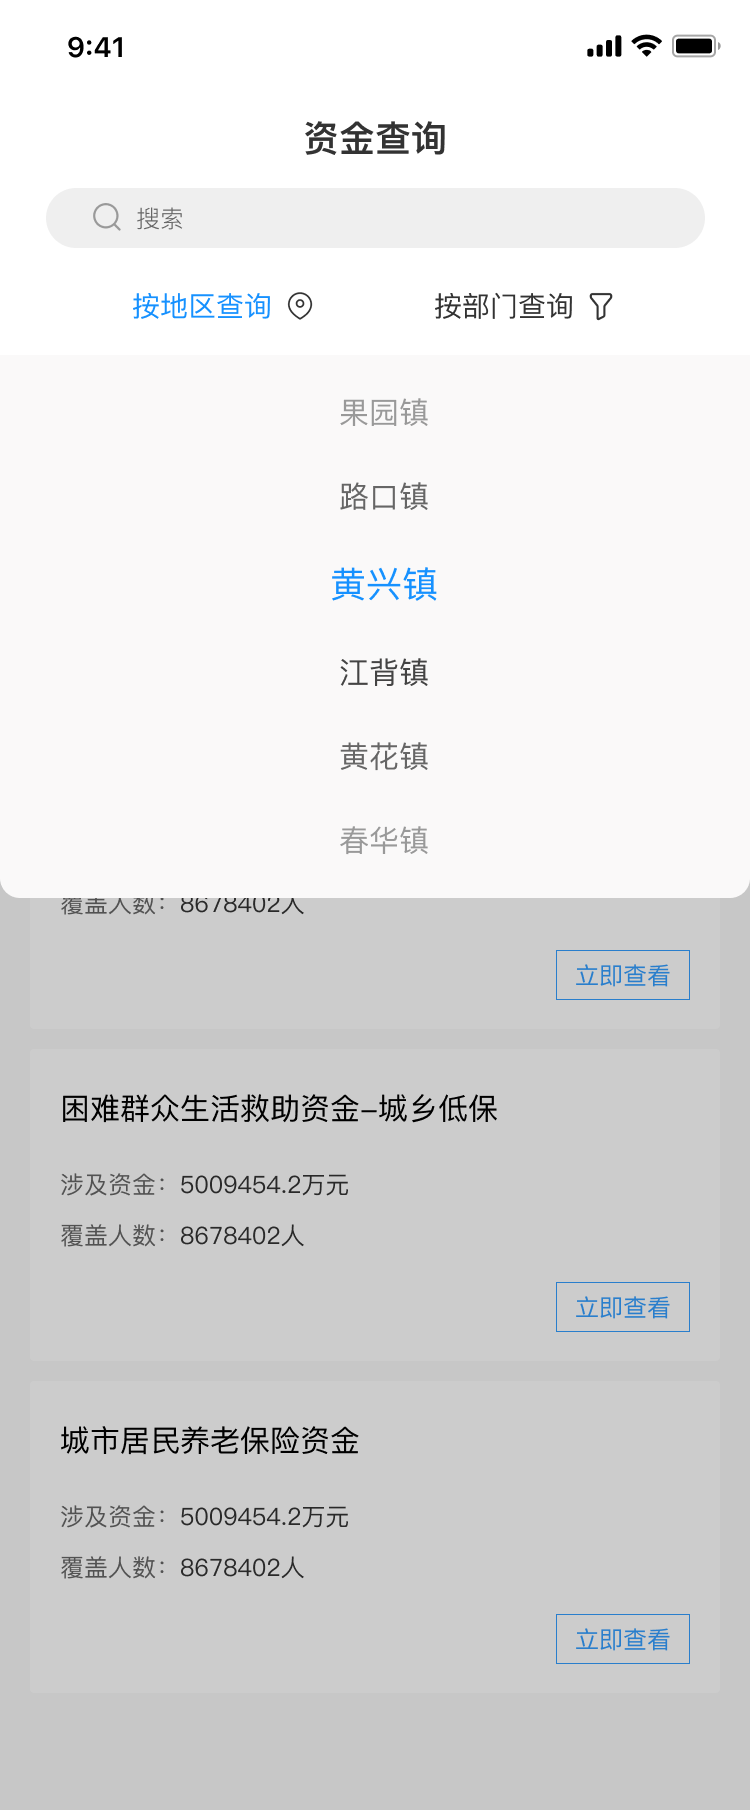 9:41
资金查询
搜索
按地区查询 按部门查询
果园镇
路口镇
黄兴镇
江背镇
黄花镇
春华镇
覆盖人数：8678402人
立即查看
困难群众生活救助资金–城乡低保
涉及资金：5009454.2万元
覆盖人数：8678402人
立即查看
城市居民养老保险资金
涉及资金：5009454.2万元
覆盖人数：8678402人
立即查看